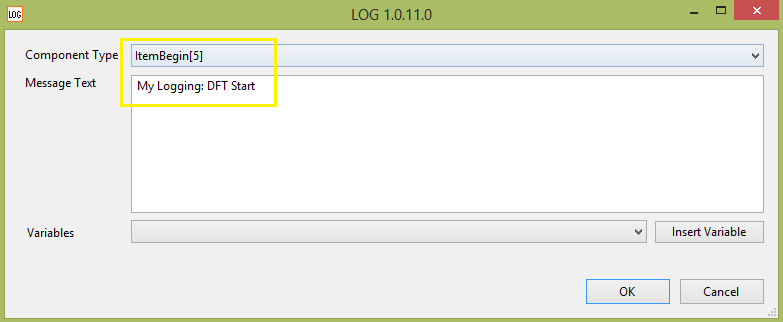 LOG
LOG 1.0.11.0
Component Type
ItemBegin[5]
Message Text
My Logging: DFT Start
Variables
Insert Variable
OK
Cancel